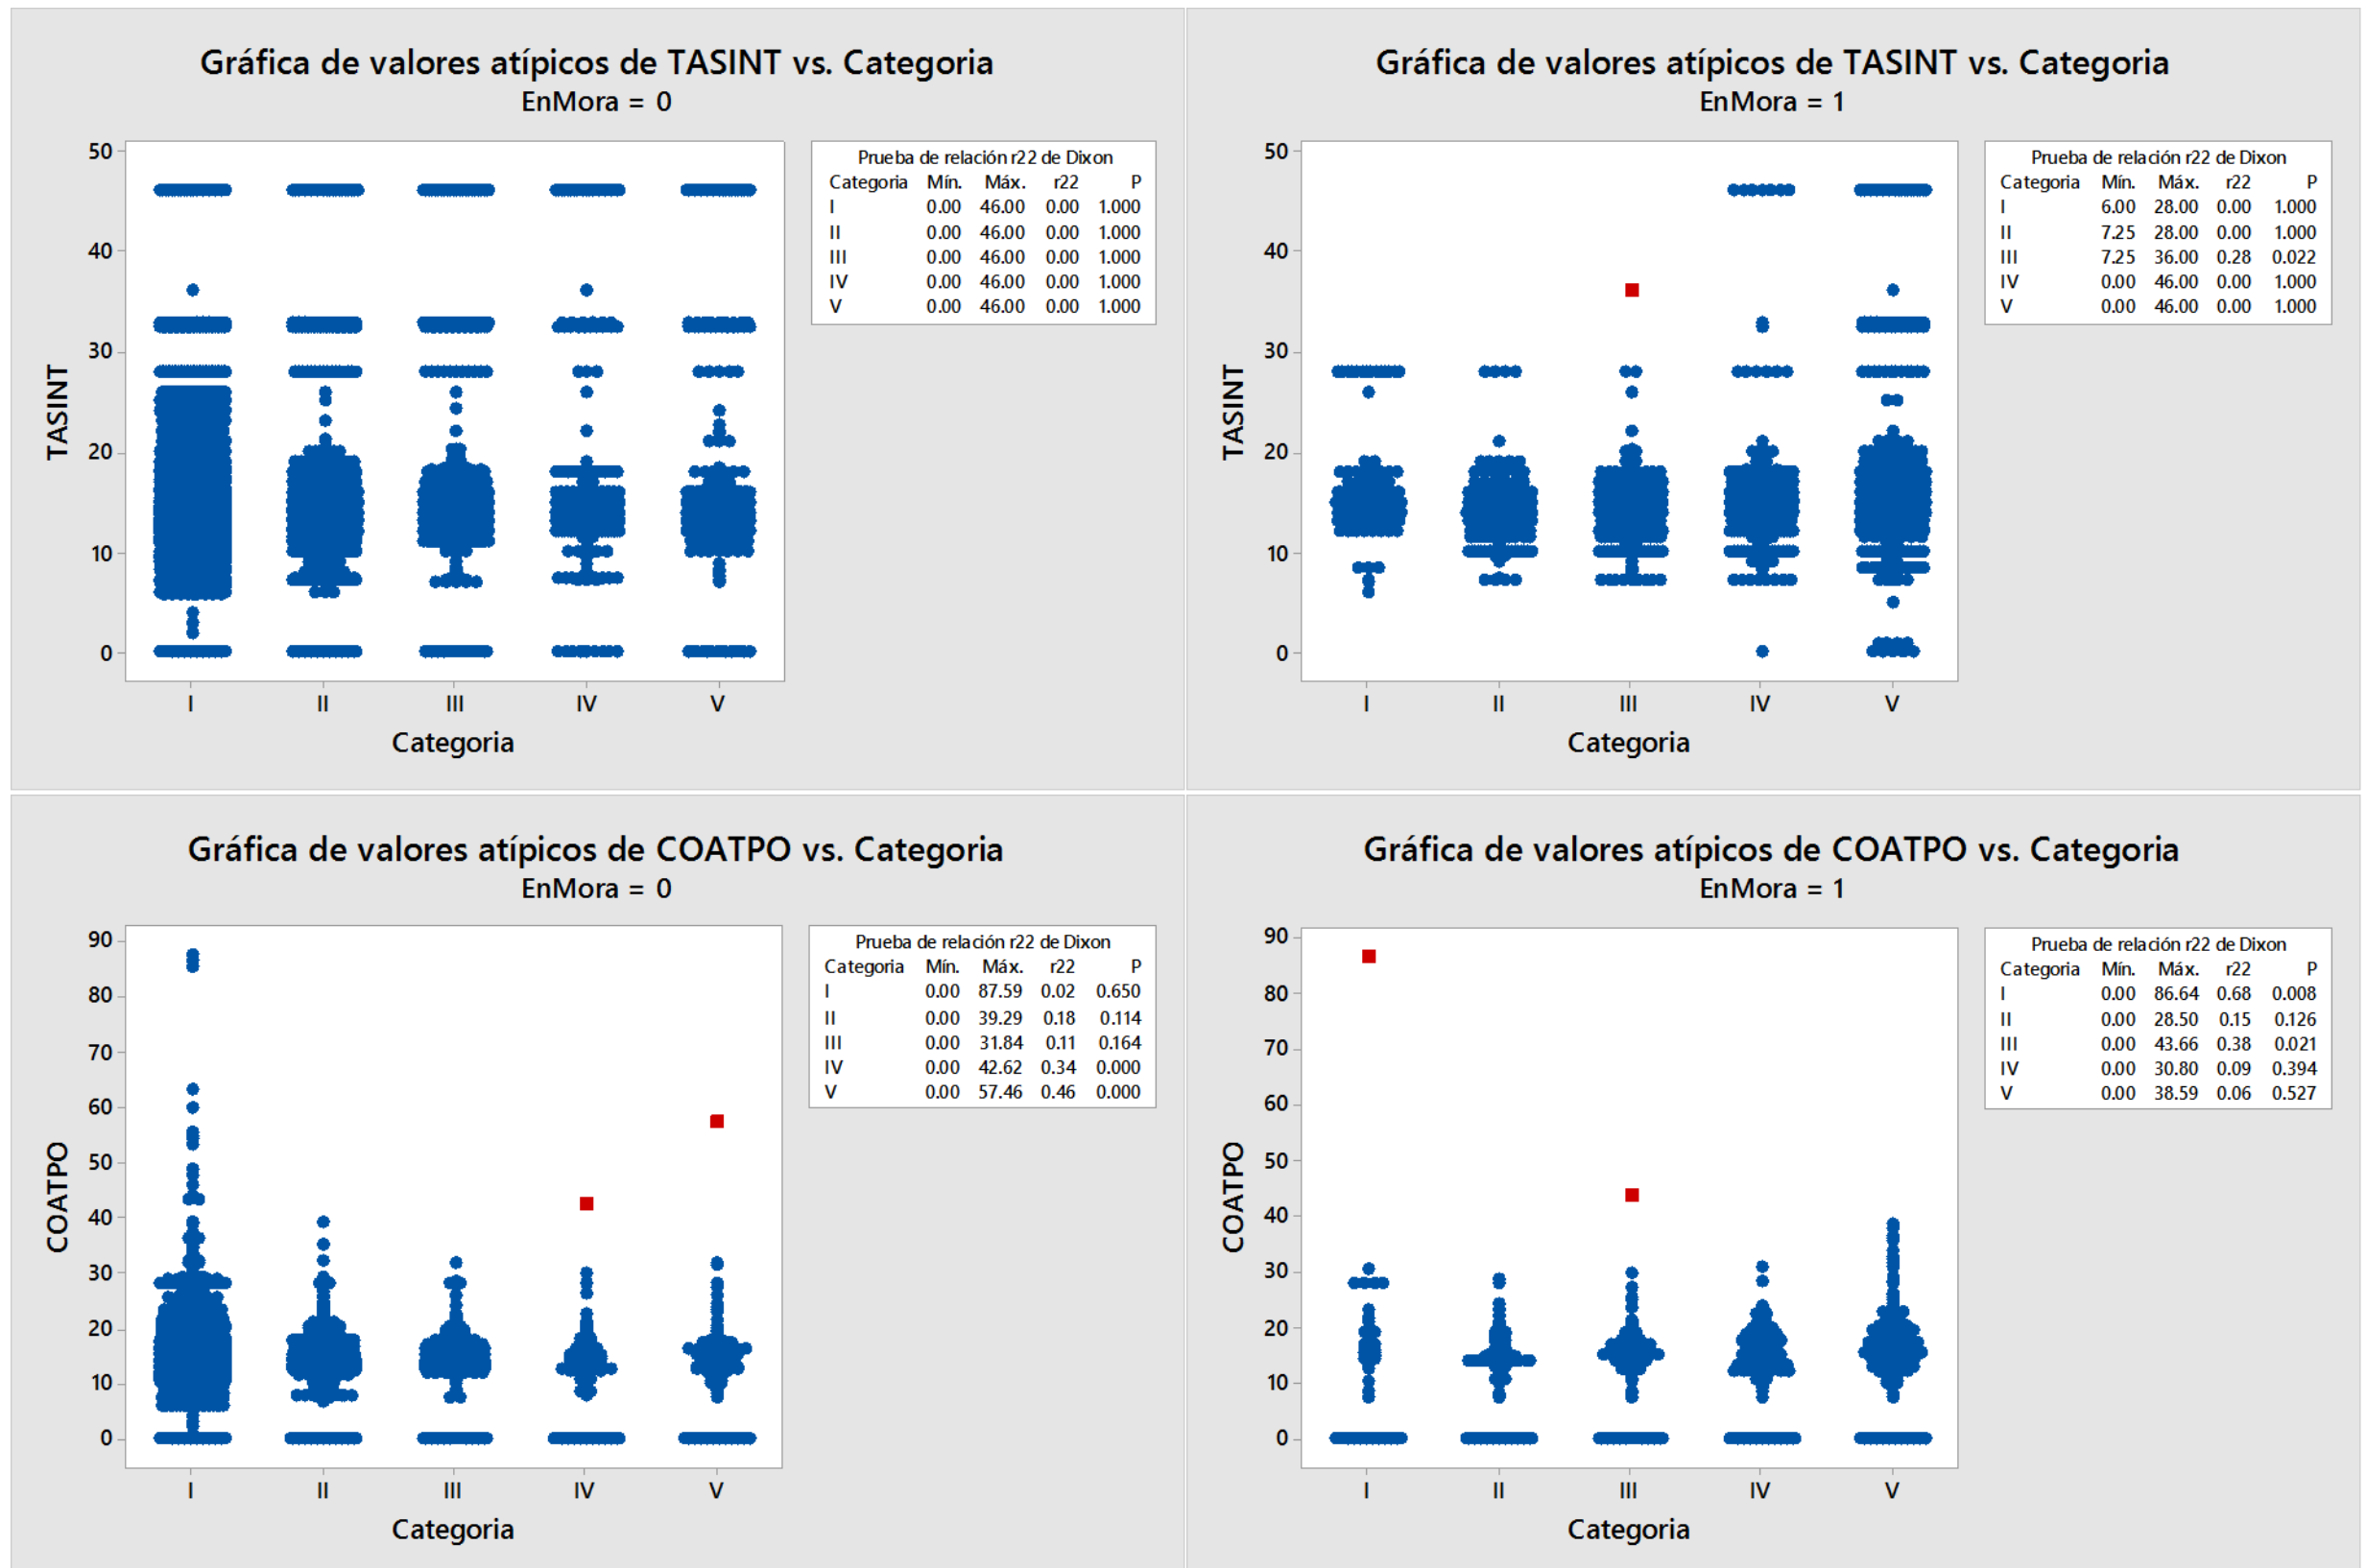 Gráfica de valores atípicos de TASINT vs. Categoria
EnMora = 0
50
40
30
20
10
0
TASINT
I II III IV V
Categoria
Prueba de relación r22 de Dixon
Categoria Mín. Máx. r22 P
I 0.00 46.00 0.00 1.000
II 0.00 46.00 0.00 1.000
III 0.00 46.00 0.00 1.000
IV 0.00 46.00 0.00 1.000
V 0.00 46.00 0.00 1.000
Gráfica de valores atípicos de TASINT vs. Categoria
EnMora = 1
50
40
30
20
10
0
TASINT
I II III IV V
Categoria
Prueba de relación r22 de Dixon
Categoria Mín. Máx. r22 P
I 6.00 28.00 0.00 1.000
II 7.25 28.00 0.00 1.000
III 7.25 36.00 0.28 0.022
IV 0.00 46.00 0.00 1.000
V 0.00 46.00 0.00 1.000
Gráfica de valores atípicos de COATPO vs. Categoria
EnMora = 0
90
80
70
60
50
40
30
20
10
0
COATPO
I II III IV V
Categoria
Prueba de relación r22 de Dixon
Categoria Mín. Máx. r22 P
I 0.00 87.59 0.02 0.650
II 0.00 39.29 0.18 0.114
III 0.00 31.84 0.11 0.164
IV 0.00 42.62 0.34 0.000
V 0.00 57.46 0.46 0.000
Gráfica de valores atípicos de COATPO vs. Categoria
EnMora = 1
90
80
70
60
50
40
30
20
10
0
COATPO
I II III IV V
Categoria
Prueba de relación r22 de Dixon
Categoria Mín. Máx. r22 P
I 0.00 86.64 0.68 0.008
II 0.00 28.50 0.15 0.126
III 0.00 43.66 0.38 0.021
IV 0.00 30.80 0.09 0.394
V 0.00 38.59 0.06 0.527